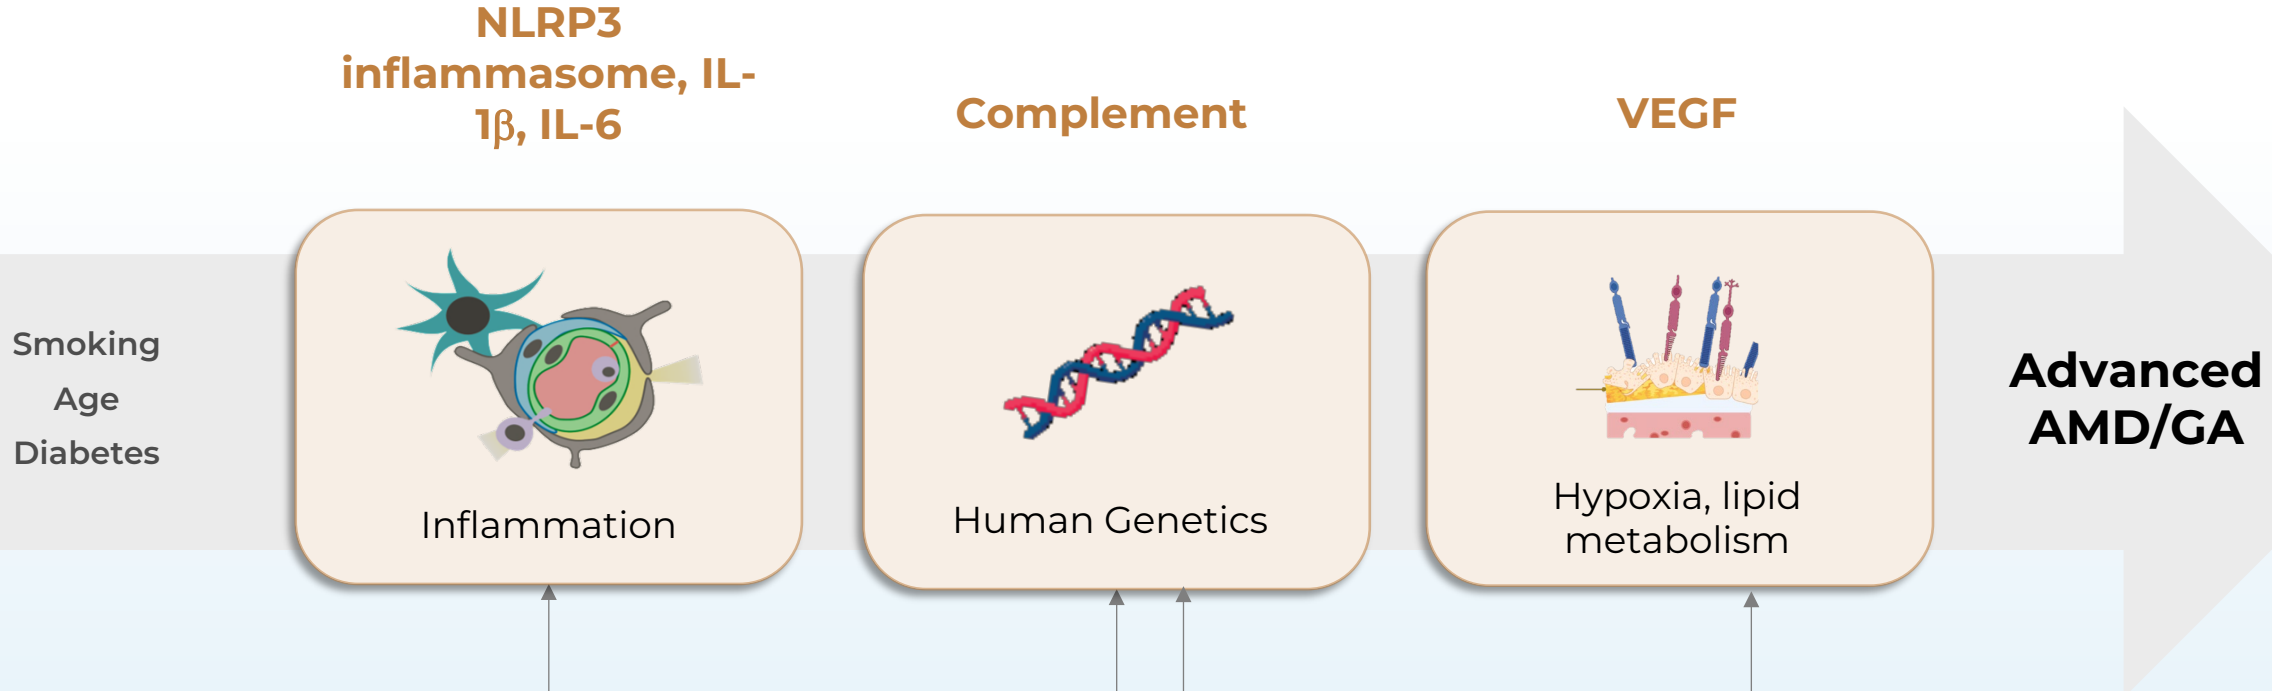 NLRP3
inflammasome, IL-
1β, IL-6
Complement
VEGF
Smoking
Age
Diabetes
Inflammation
Human Genetics
Hypoxia, lipid
metabolism
Advanced
AMD/GA